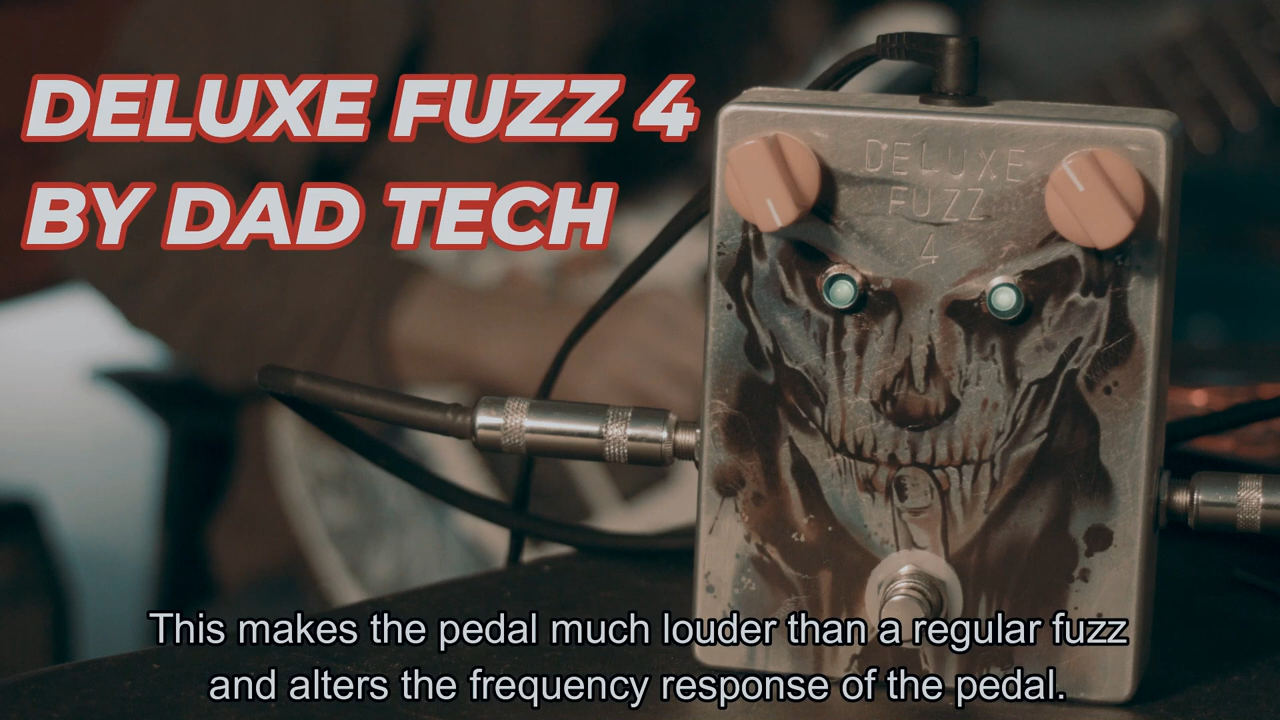 DELUXE FUZZ 4
BY DAD TECH
DELUXE
FUZZ
4
This makes the pedal much louder than a regular fuzz
and alters the frequency response of the pedal.